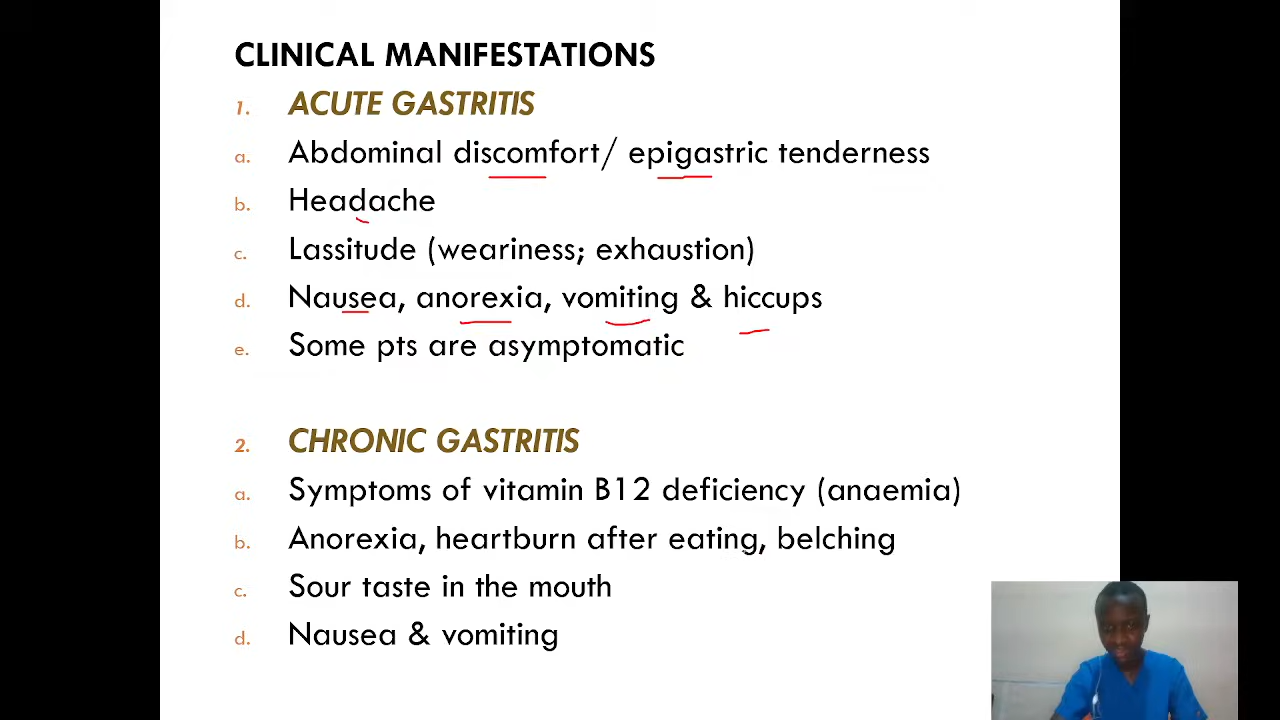 CLINICAL MANIFESTATIONS
1. ACUTE GASTRITIS
a. Abdominal discomfort/ epigastric tenderness
b. Headache
c. Lassitude (weariness; exhaustion)
d. Nausea, anorexia, vomiting & hiccups
e. Some pts are asymptomatic
2. CHRONIC GASTRITIS
a. Symptoms of vitamin B12 deficiency (anaemia)
b. Anorexia, heartburn after eating, belching
c. Sour taste in the mouth
d. Nausea & vomiting